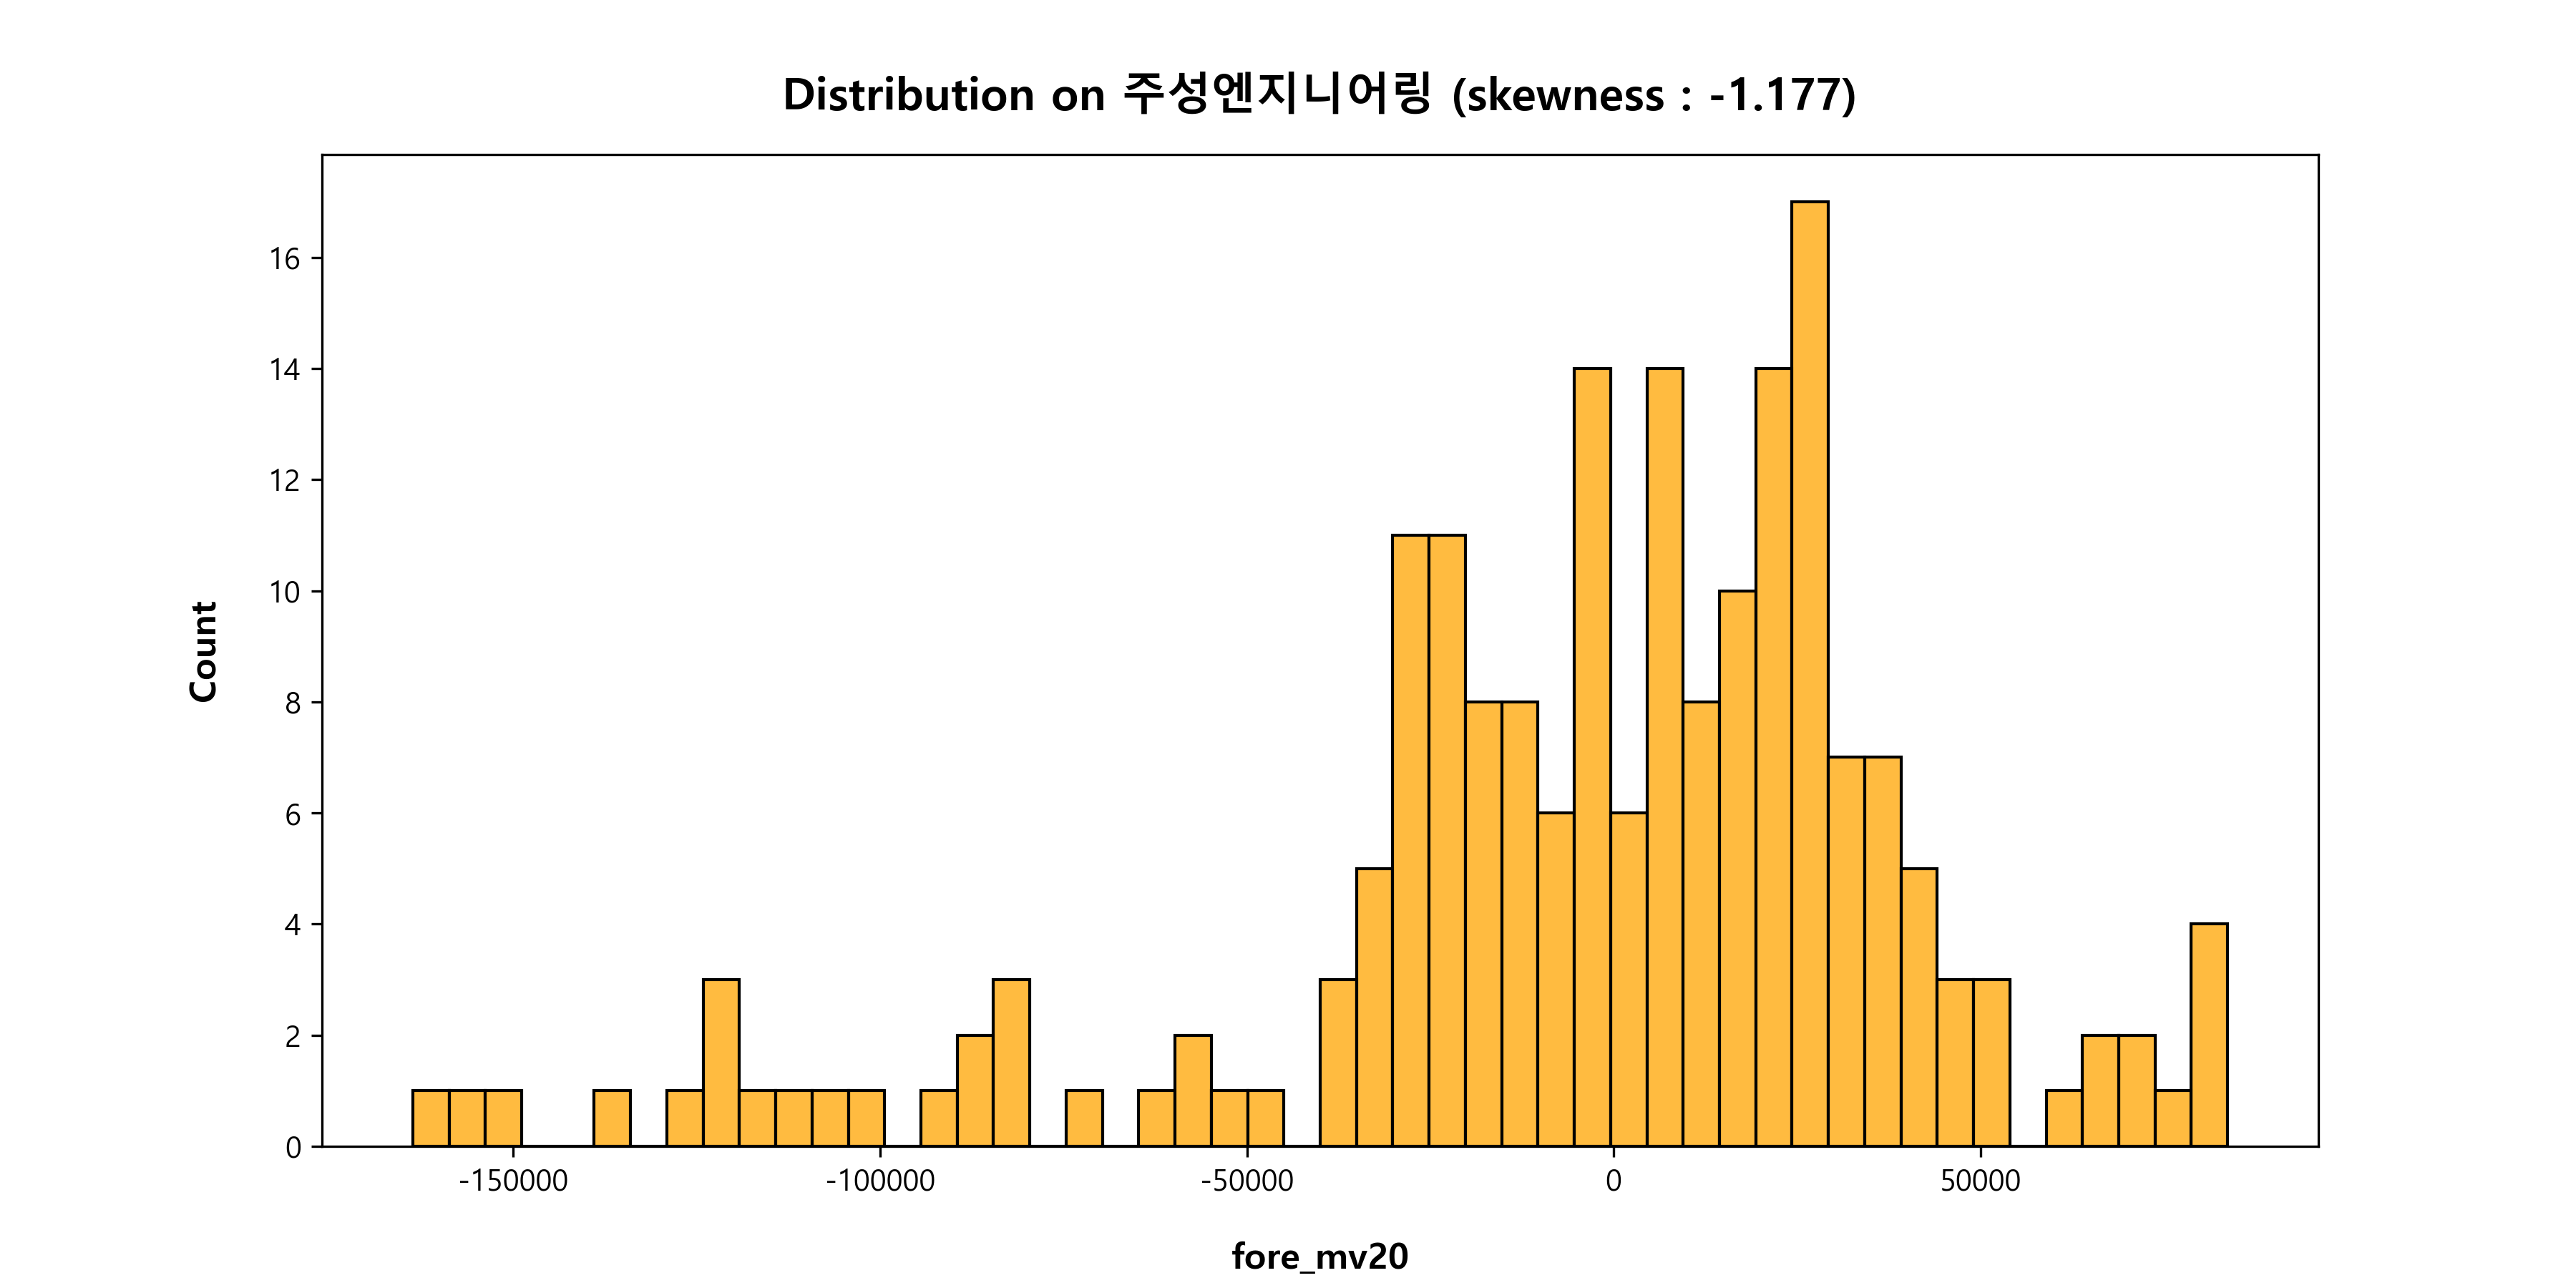 Distribution on 주성엔지니어링 (skewness : -1.177)
Count
16
14
12
10
8
6
4
2
0
-150000 -100000 -50000 0 50000
fore_mv20